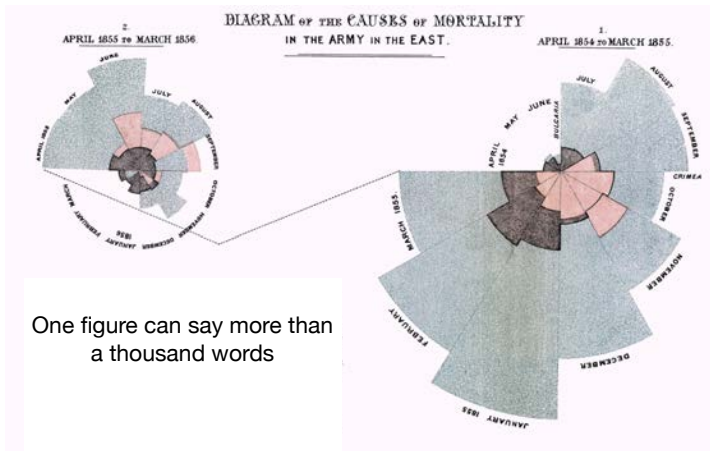 DIAGRAM OF THE CAUSES OF MORTALITY
IN THE ARMY IN THE EAST.
2.
APRIL 1855 TO MARCH 1856.
1.
APRIL 1854 TO MARCH 1855.
APRIL 1855
MAY
JUNE
JULY
AUGUST
SEPTEMBER
OCTOBER
NOVEMBER
DECEMBER
JANUARY
1856
FEBRUARY
MARCH
APRIL
1854
MAY
JUNE
BULGARIA
JULY
AUGUST
SEPTEMBER
CRIMEA
OCTOBER
NOVEMBER
DECEMBER
JANUARY 1855
FEBRUARY
MARCH 1855.
One figure can say more than
a thousand words